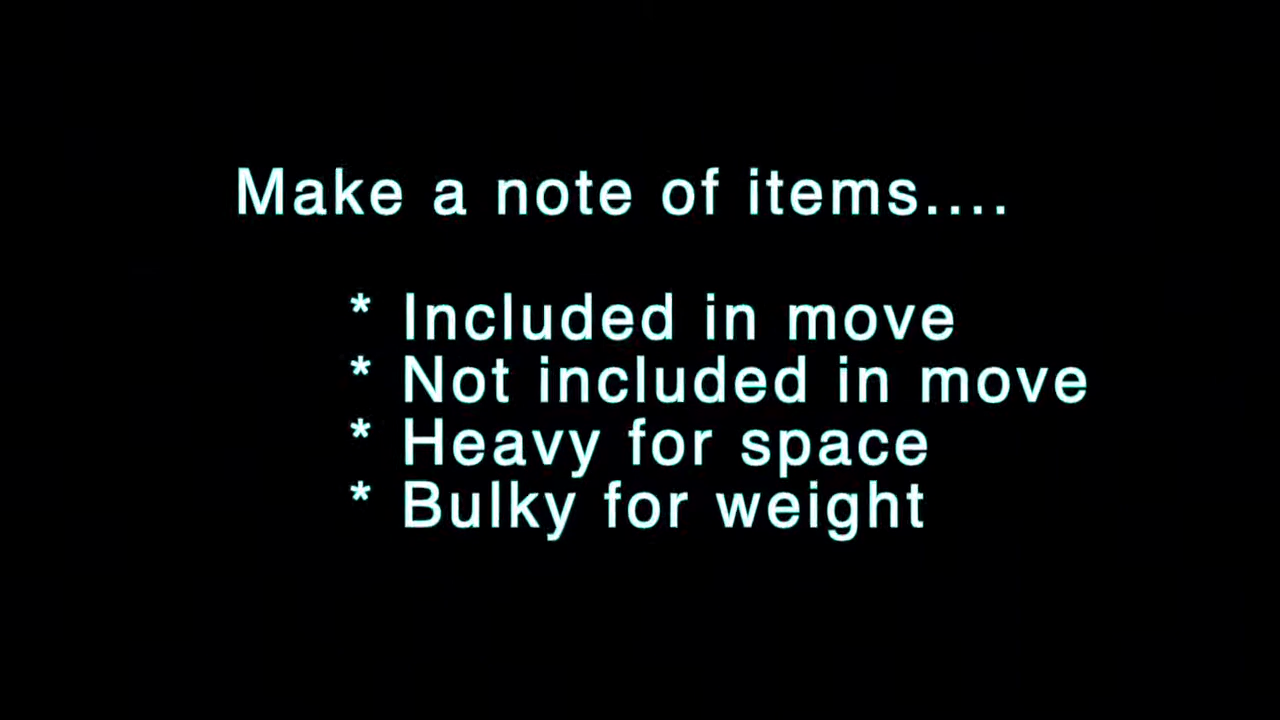 Make a note of items....
* Included in move
* Not included in move
* Heavy for space
* Bulky for weight